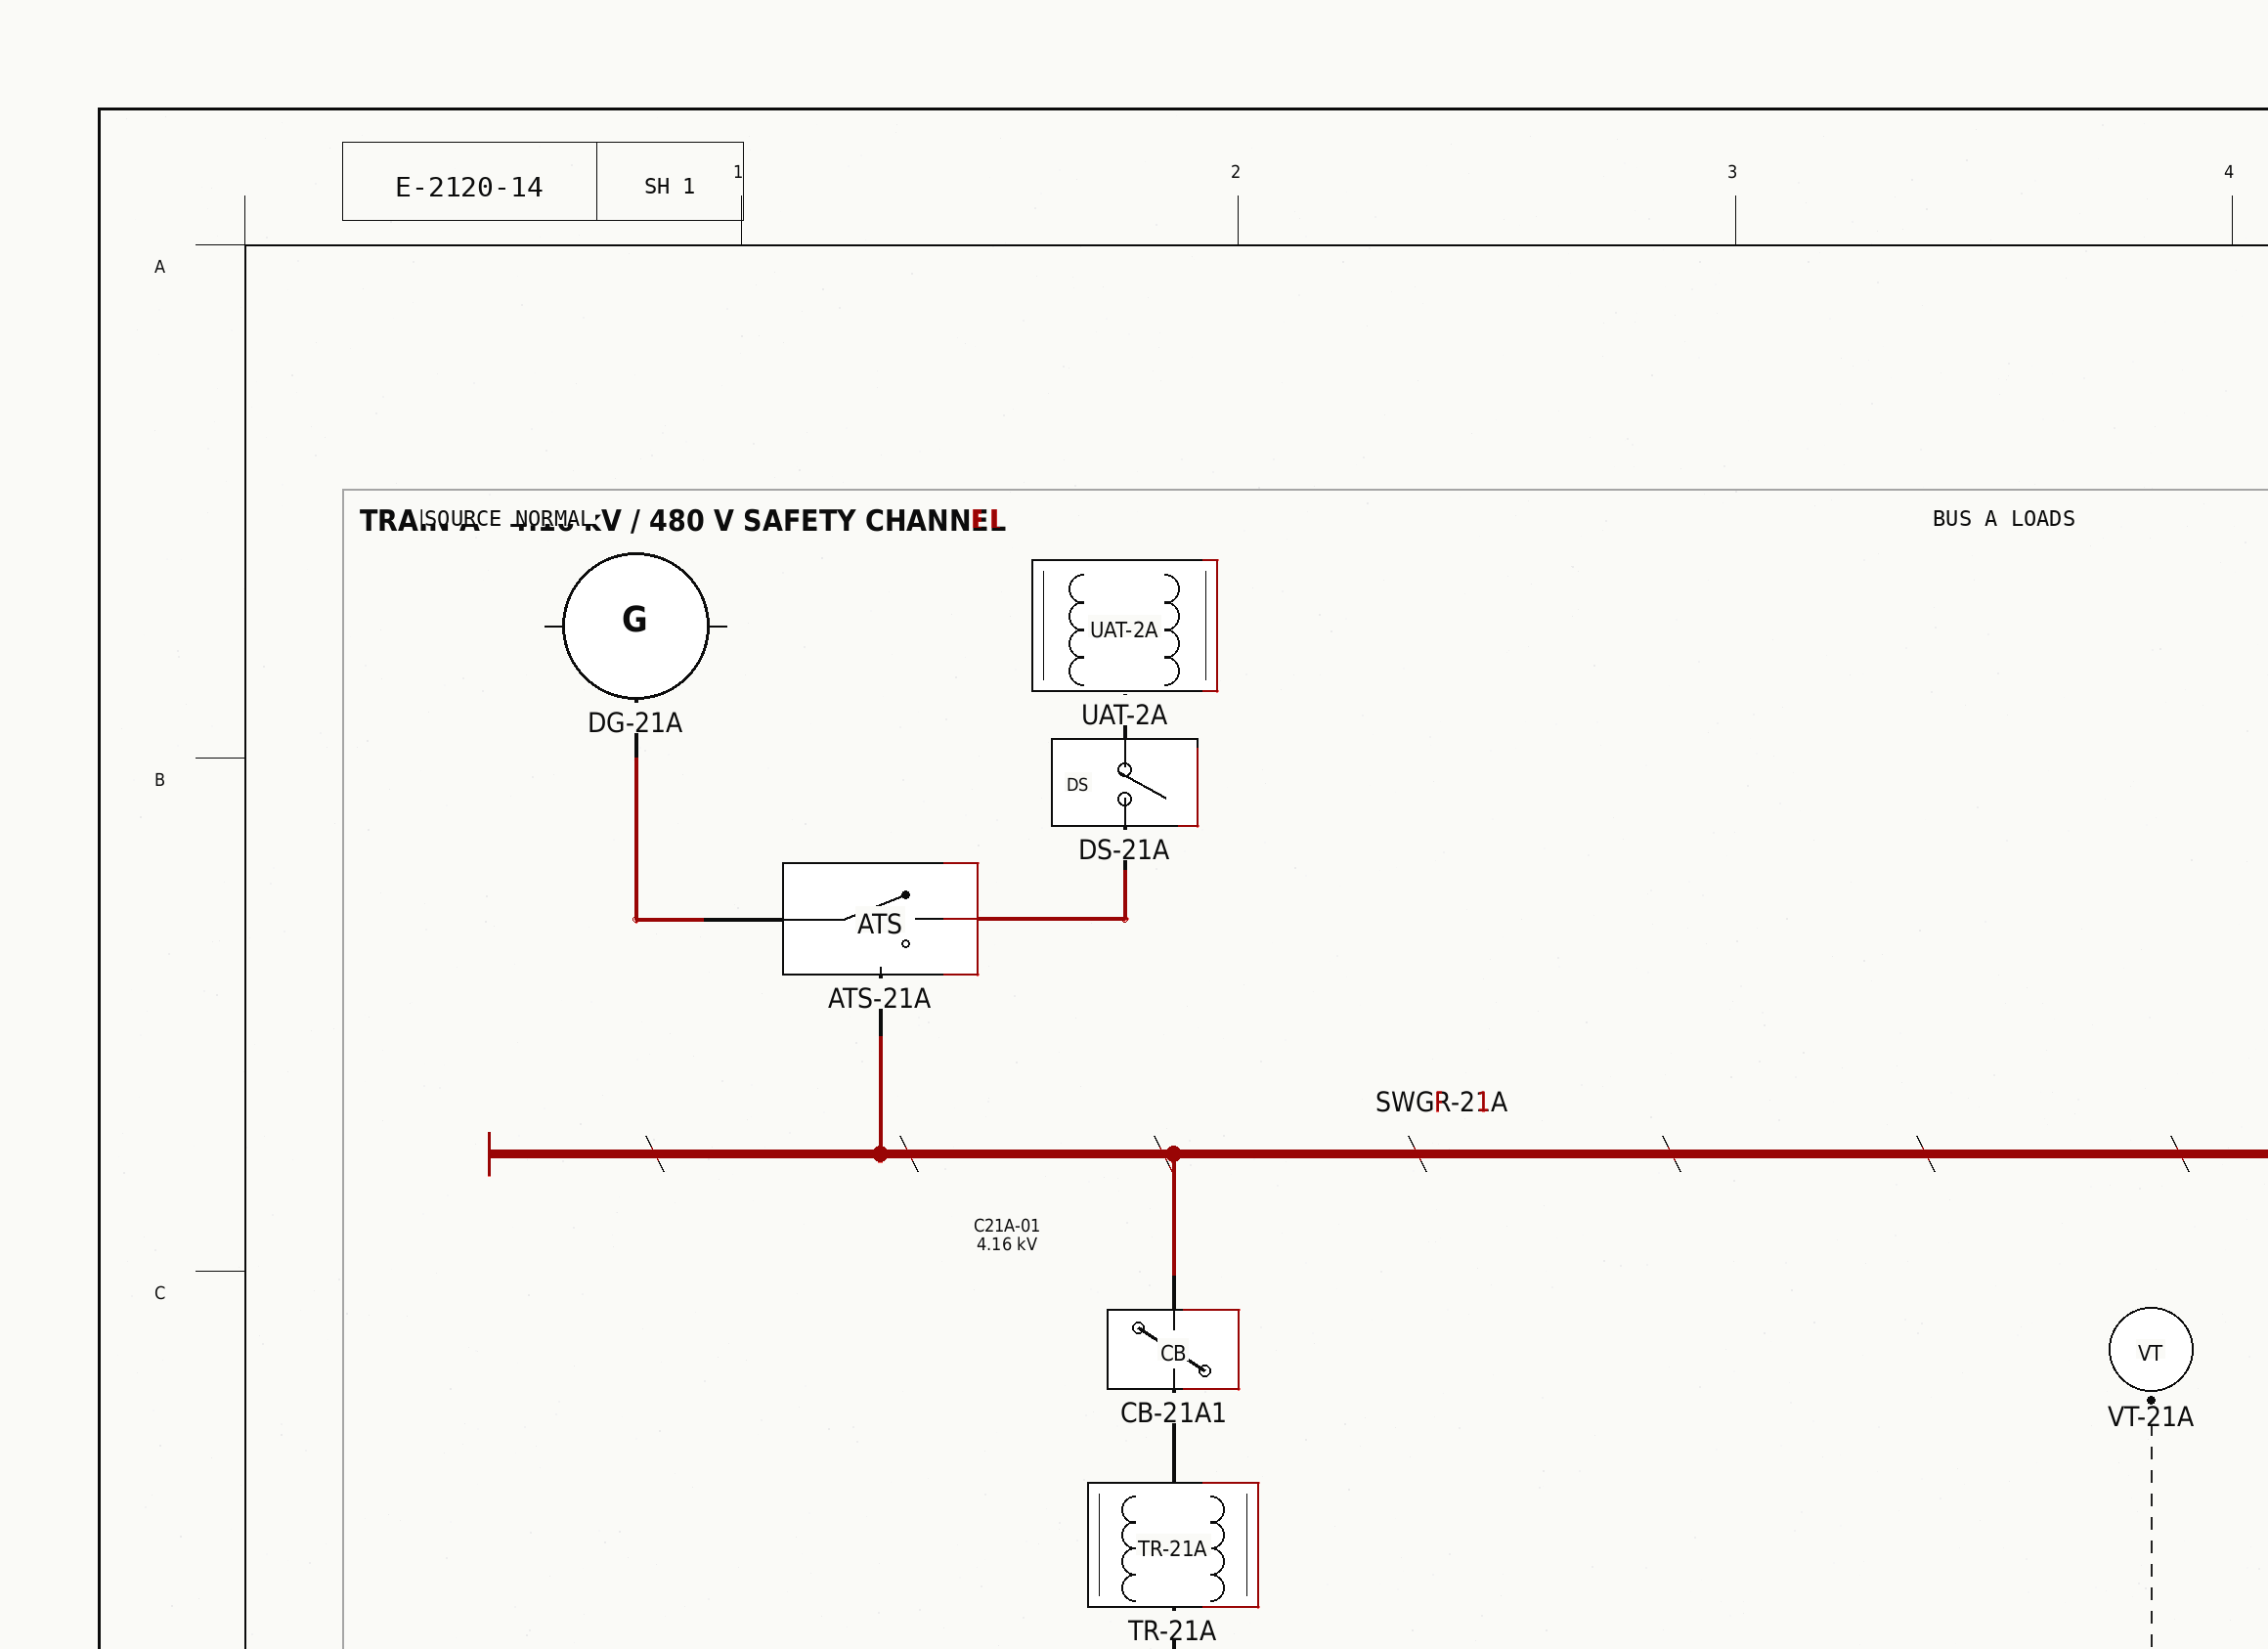 E-2120-14
SH 1
1
2
3
4
A
SOURCE NORMAL
V / 480 V SAFETY CHANNEL
BUS A LOADS
G
UAT-2A
DG-21A
UAT-2A
B
DS
DS-21A
ATS
ATS-21A
SWGR-21A
C21A-01
4.16 kV
C
CB
VT
CB-21A1
VT-21A
TR-21A
TR-21A